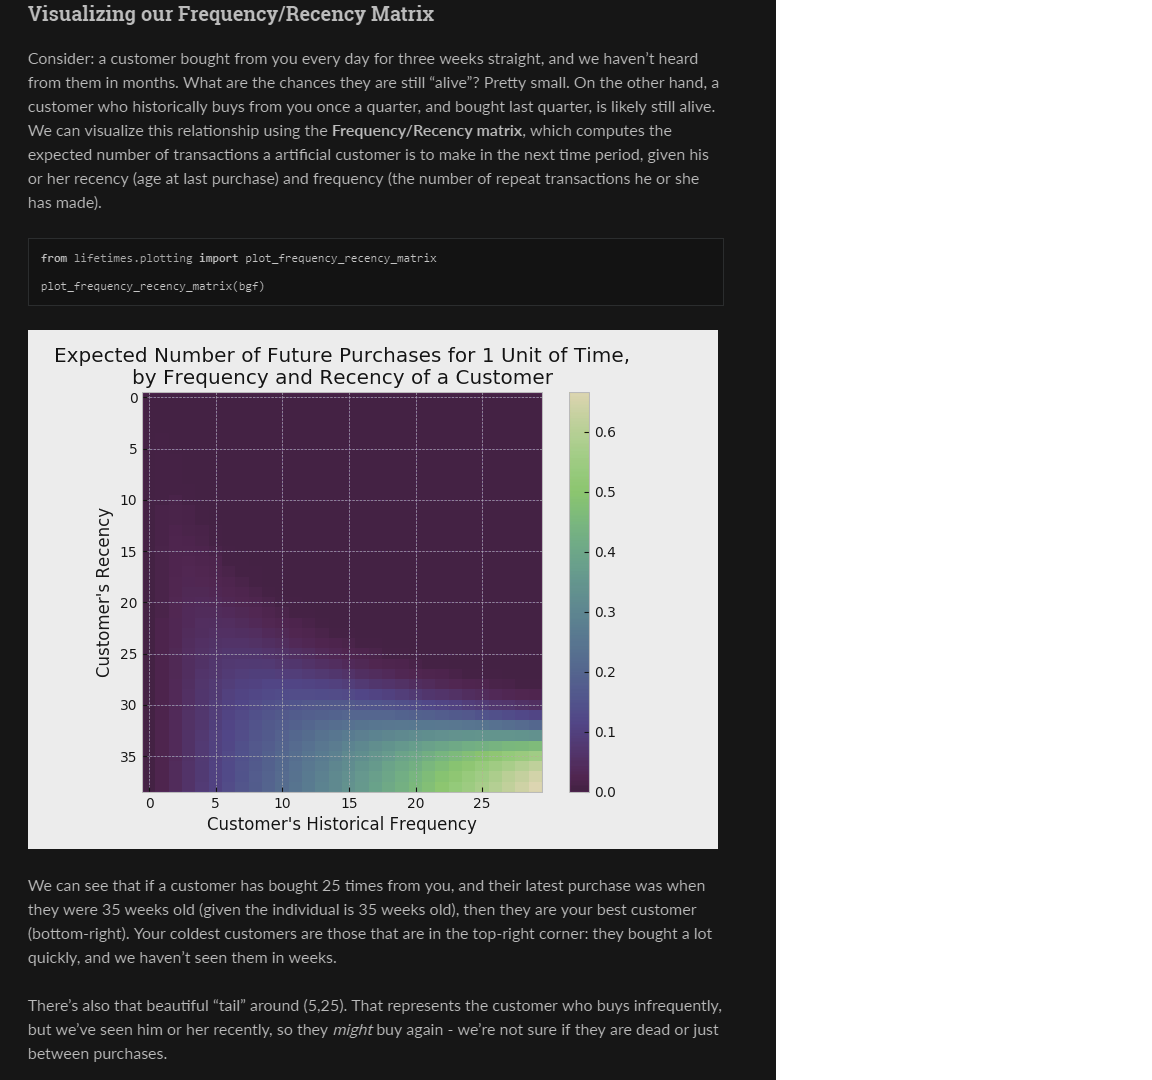 Visualizing our Frequency/Recency Matrix
Consider: a customer bought from you every day for three weeks straight, and we haven’t heard
from them in months. What are the chances they are still “alive”? Pretty small. On the other hand, a
customer who historically buys from you once a quarter, and bought last quarter, is likely still alive.
We can visualize this relationship using the Frequency/Recency matrix, which computes the
expected number of transactions a artificial customer is to make in the next time period, given his
or her recency (age at last purchase) and frequency (the number of repeat transactions he or she
has made).
from lifetimes.plotting import plot_frequency_recency_matrix
plot_frequency_recency_matrix(bgf)
Expected Number of Future Purchases for 1 Unit of Time,
by Frequency and Recency of a Customer
Customer's Recency
0
5
10
15
20
25
30
35
0 5 10 15 20 25
Customer's Historical Frequency
0.6
0.5
0.4
0.3
0.2
0.1
0.0
We can see that if a customer has bought 25 times from you, and their latest purchase was when
they were 35 weeks old (given the individual is 35 weeks old), then they are your best customer
(bottom-right). Your coldest customers are those that are in the top-right corner: they bought a lot
quickly, and we haven’t seen them in weeks.
There’s also that beautiful “tail” around (5,25). That represents the customer who buys infrequently,
but we’ve seen him or her recently, so they might buy again - we’re not sure if they are dead or just
between purchases.